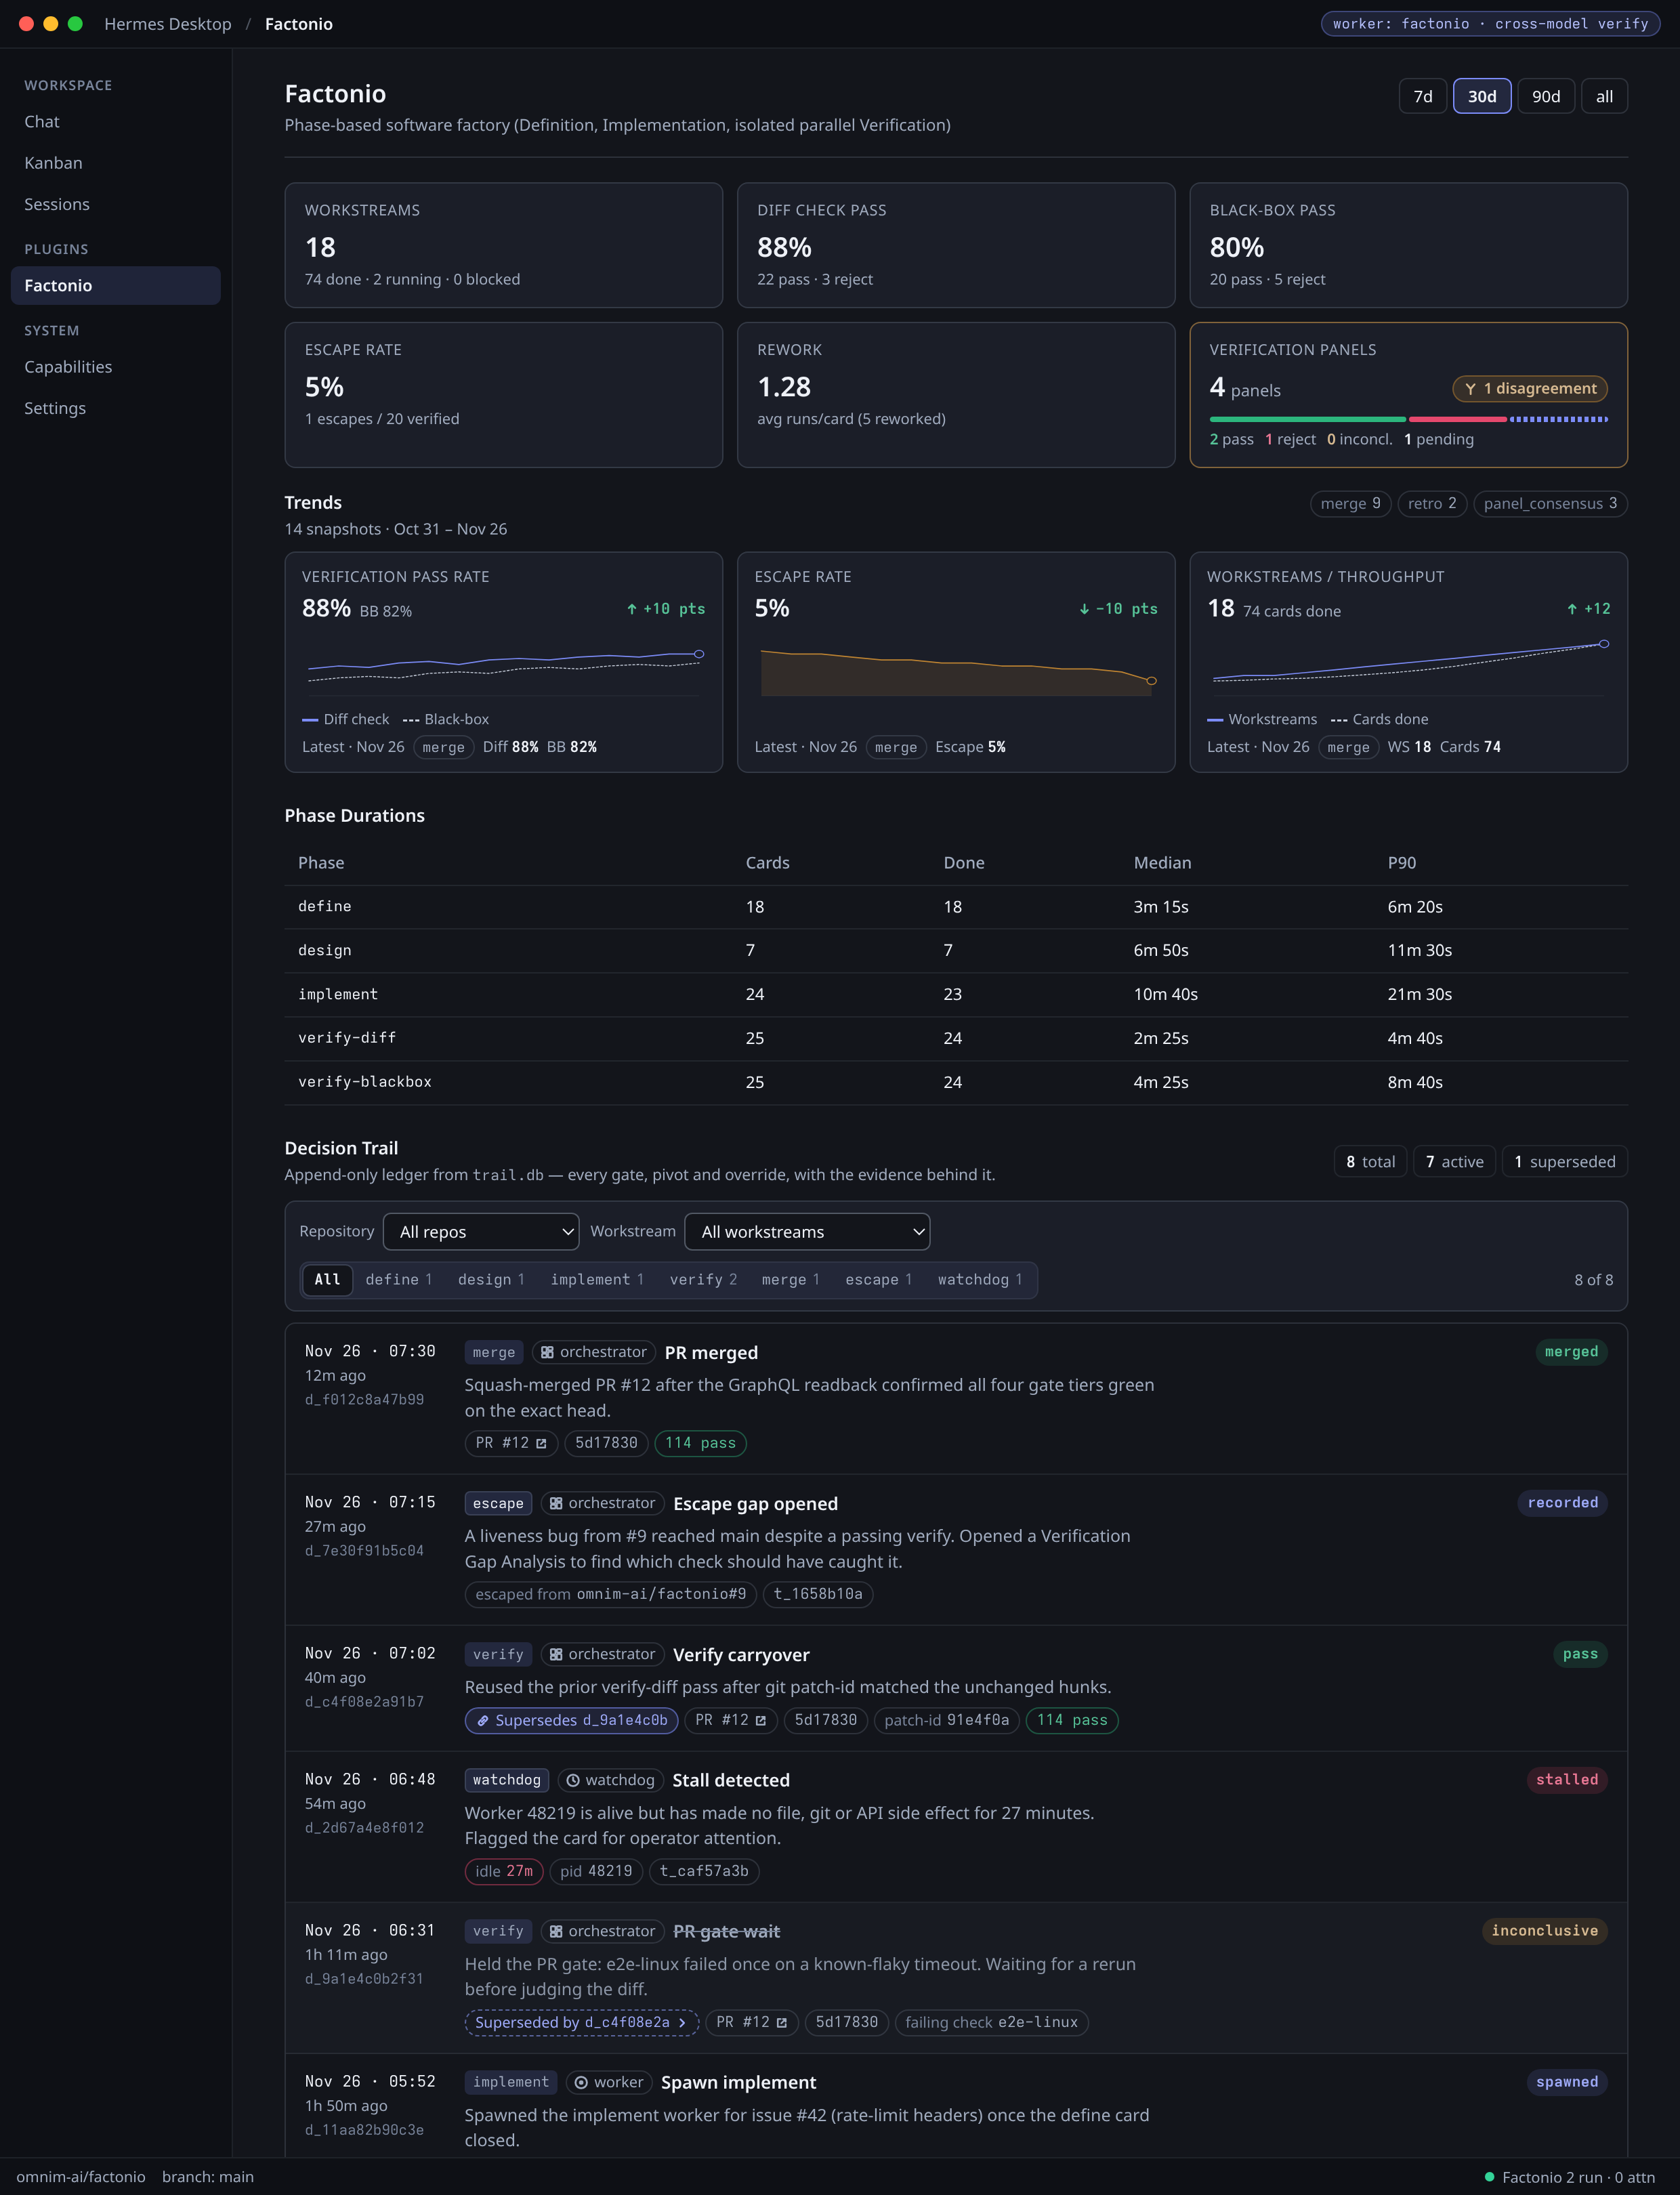 Hermes Desktop / Factonio
worker: factonio · cross-model verify
WORKSPACE
Chat
Kanban
Sessions
PLUGINS
Factonio
SYSTEM
Capabilities
Settings
Factonio
Phase-based software factory (Definition, Implementation, isolated parallel Verification)
7d 30d 90d all
WORKSTREAMS
18
74 done · 2 running · 0 blocked
DIFF CHECK PASS
88%
22 pass · 3 reject
BLACK-BOX PASS
80%
20 pass · 5 reject
ESCAPE RATE
5%
1 escapes / 20 verified
REWORK
1.28
avg runs/card (5 reworked)
VERIFICATION PANELS
4 panels
1 disagreement
2 pass 1 reject 0 inconcl. 1 pending
Trends
14 snapshots · Oct 31 – Nov 26
merge 9 retro 2 panel_consensus 3
VERIFICATION PASS RATE
88% BB 82% ↑ +10 pts
Diff check Black-box
Latest · Nov 26 merge Diff 88% BB 82%
ESCAPE RATE
5% ↓ −10 pts
Latest · Nov 26 merge Escape 5%
WORKSTREAMS / THROUGHPUT
18 74 cards done ↑ +12
Workstreams Cards done
Latest · Nov 26 merge WS 18 Cards 74
Phase Durations
Phase Cards Done Median P90
define 18 18 3m 15s 6m 20s
design 7 7 6m 50s 11m 30s
implement 24 23 10m 40s 21m 30s
verify-diff 25 24 2m 25s 4m 40s
verify-blackbox 25 24 4m 25s 8m 40s
Decision Trail
Append-only ledger from trail.db — every gate, pivot and override, with the evidence behind it.
8 total 7 active 1 superseded
Repository All repos Workstream All workstreams
All define 1 design 1 implement 1 verify 2 merge 1 escape 1 watchdog 1
8 of 8
Nov 26 · 07:30
12m ago
d_f012c8a47b99
merge orchestrator PR merged
merged
Squash-merged PR #12 after the GraphQL readback confirmed all four gate tiers green
on the exact head.
PR #12 5d17830 114 pass
Nov 26 · 07:15
27m ago
d_7e30f91b5c04
escape orchestrator Escape gap opened
recorded
A liveness bug from #9 reached main despite a passing verify. Opened a Verification
Gap Analysis to find which check should have caught it.
escaped from omnim-ai/factonio#9 t_1658b10a
Nov 26 · 07:02
40m ago
d_c4f08e2a91b7
verify orchestrator Verify carryover
pass
Reused the prior verify-diff pass after git patch-id matched the unchanged hunks.
Supersedes d_9a1e4c0b PR #12 5d17830 patch-id 91e4f0a 114 pass
Nov 26 · 06:48
54m ago
d_2d67a4e8f012
watchdog watchdog Stall detected
stalled
Worker 48219 is alive but has made no file, git or API side effect for 27 minutes.
Flagged the card for operator attention.
idle 27m pid 48219 t_caf57a3b
Nov 26 · 06:31
1h 11m ago
d_9a1e4c0b2f31
verify orchestrator PR gate wait
inconclusive
Held the PR gate: e2e-linux failed once on a known-flaky timeout. Waiting for a rerun
before judging the diff.
Superseded by d_c4f08e2a PR #12 5d17830 failing check e2e-linux
Nov 26 · 05:52
1h 50m ago
d_11aa82b90c3e
implement worker Spawn implement
spawned
Spawned the implement worker for issue #42 (rate-limit headers) once the define card
closed.
omnim-ai/factonio branch: main
Factonio 2 run · 0 attn